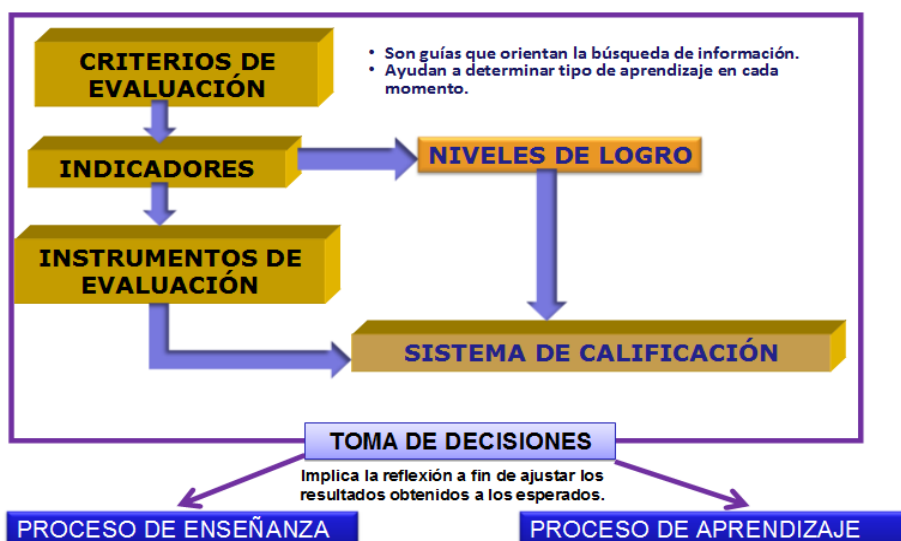 CRITERIOS DE
EVALUACIÓN
• Son guías que orientan la búsqueda de información.
• Ayudan a determinar tipo de aprendizaje en cada
momento.
INDICADORES
NIVELES DE LOGRO
INSTRUMENTOS DE
EVALUACIÓN
SISTEMA DE CALIFICACIÓN
TOMA DE DECISIONES
Implica la reflexión a fin de ajustar los
resultados obtenidos a los esperados.
PROCESO DE ENSEÑANZA
PROCESO DE APRENDIZAJE